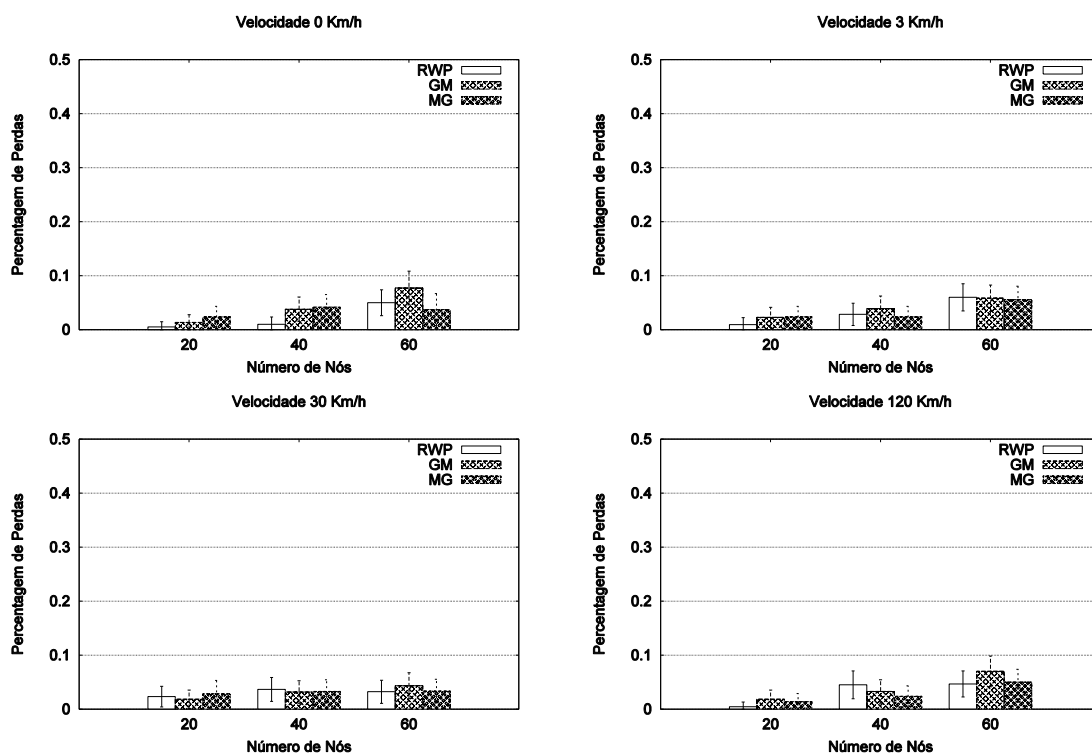 Velocidade 0 Km/h
Percentagem de Perdas
0.5
0.4
0.3
0.2
0.1
0
RWP
GM
MG
20 40 60
Número de Nós
Velocidade 3 Km/h
Percentagem de Perdas
0.5
0.4
0.3
0.2
0.1
0
RWP
GM
MG
20 40 60
Número de Nós
Velocidade 30 Km/h
Percentagem de Perdas
0.5
0.4
0.3
0.2
0.1
0
RWP
GM
MG
20 40 60
Número de Nós
Velocidade 120 Km/h
Percentagem de Perdas
0.5
0.4
0.3
0.2
0.1
0
RWP
GM
MG
20 40 60
Número de Nós